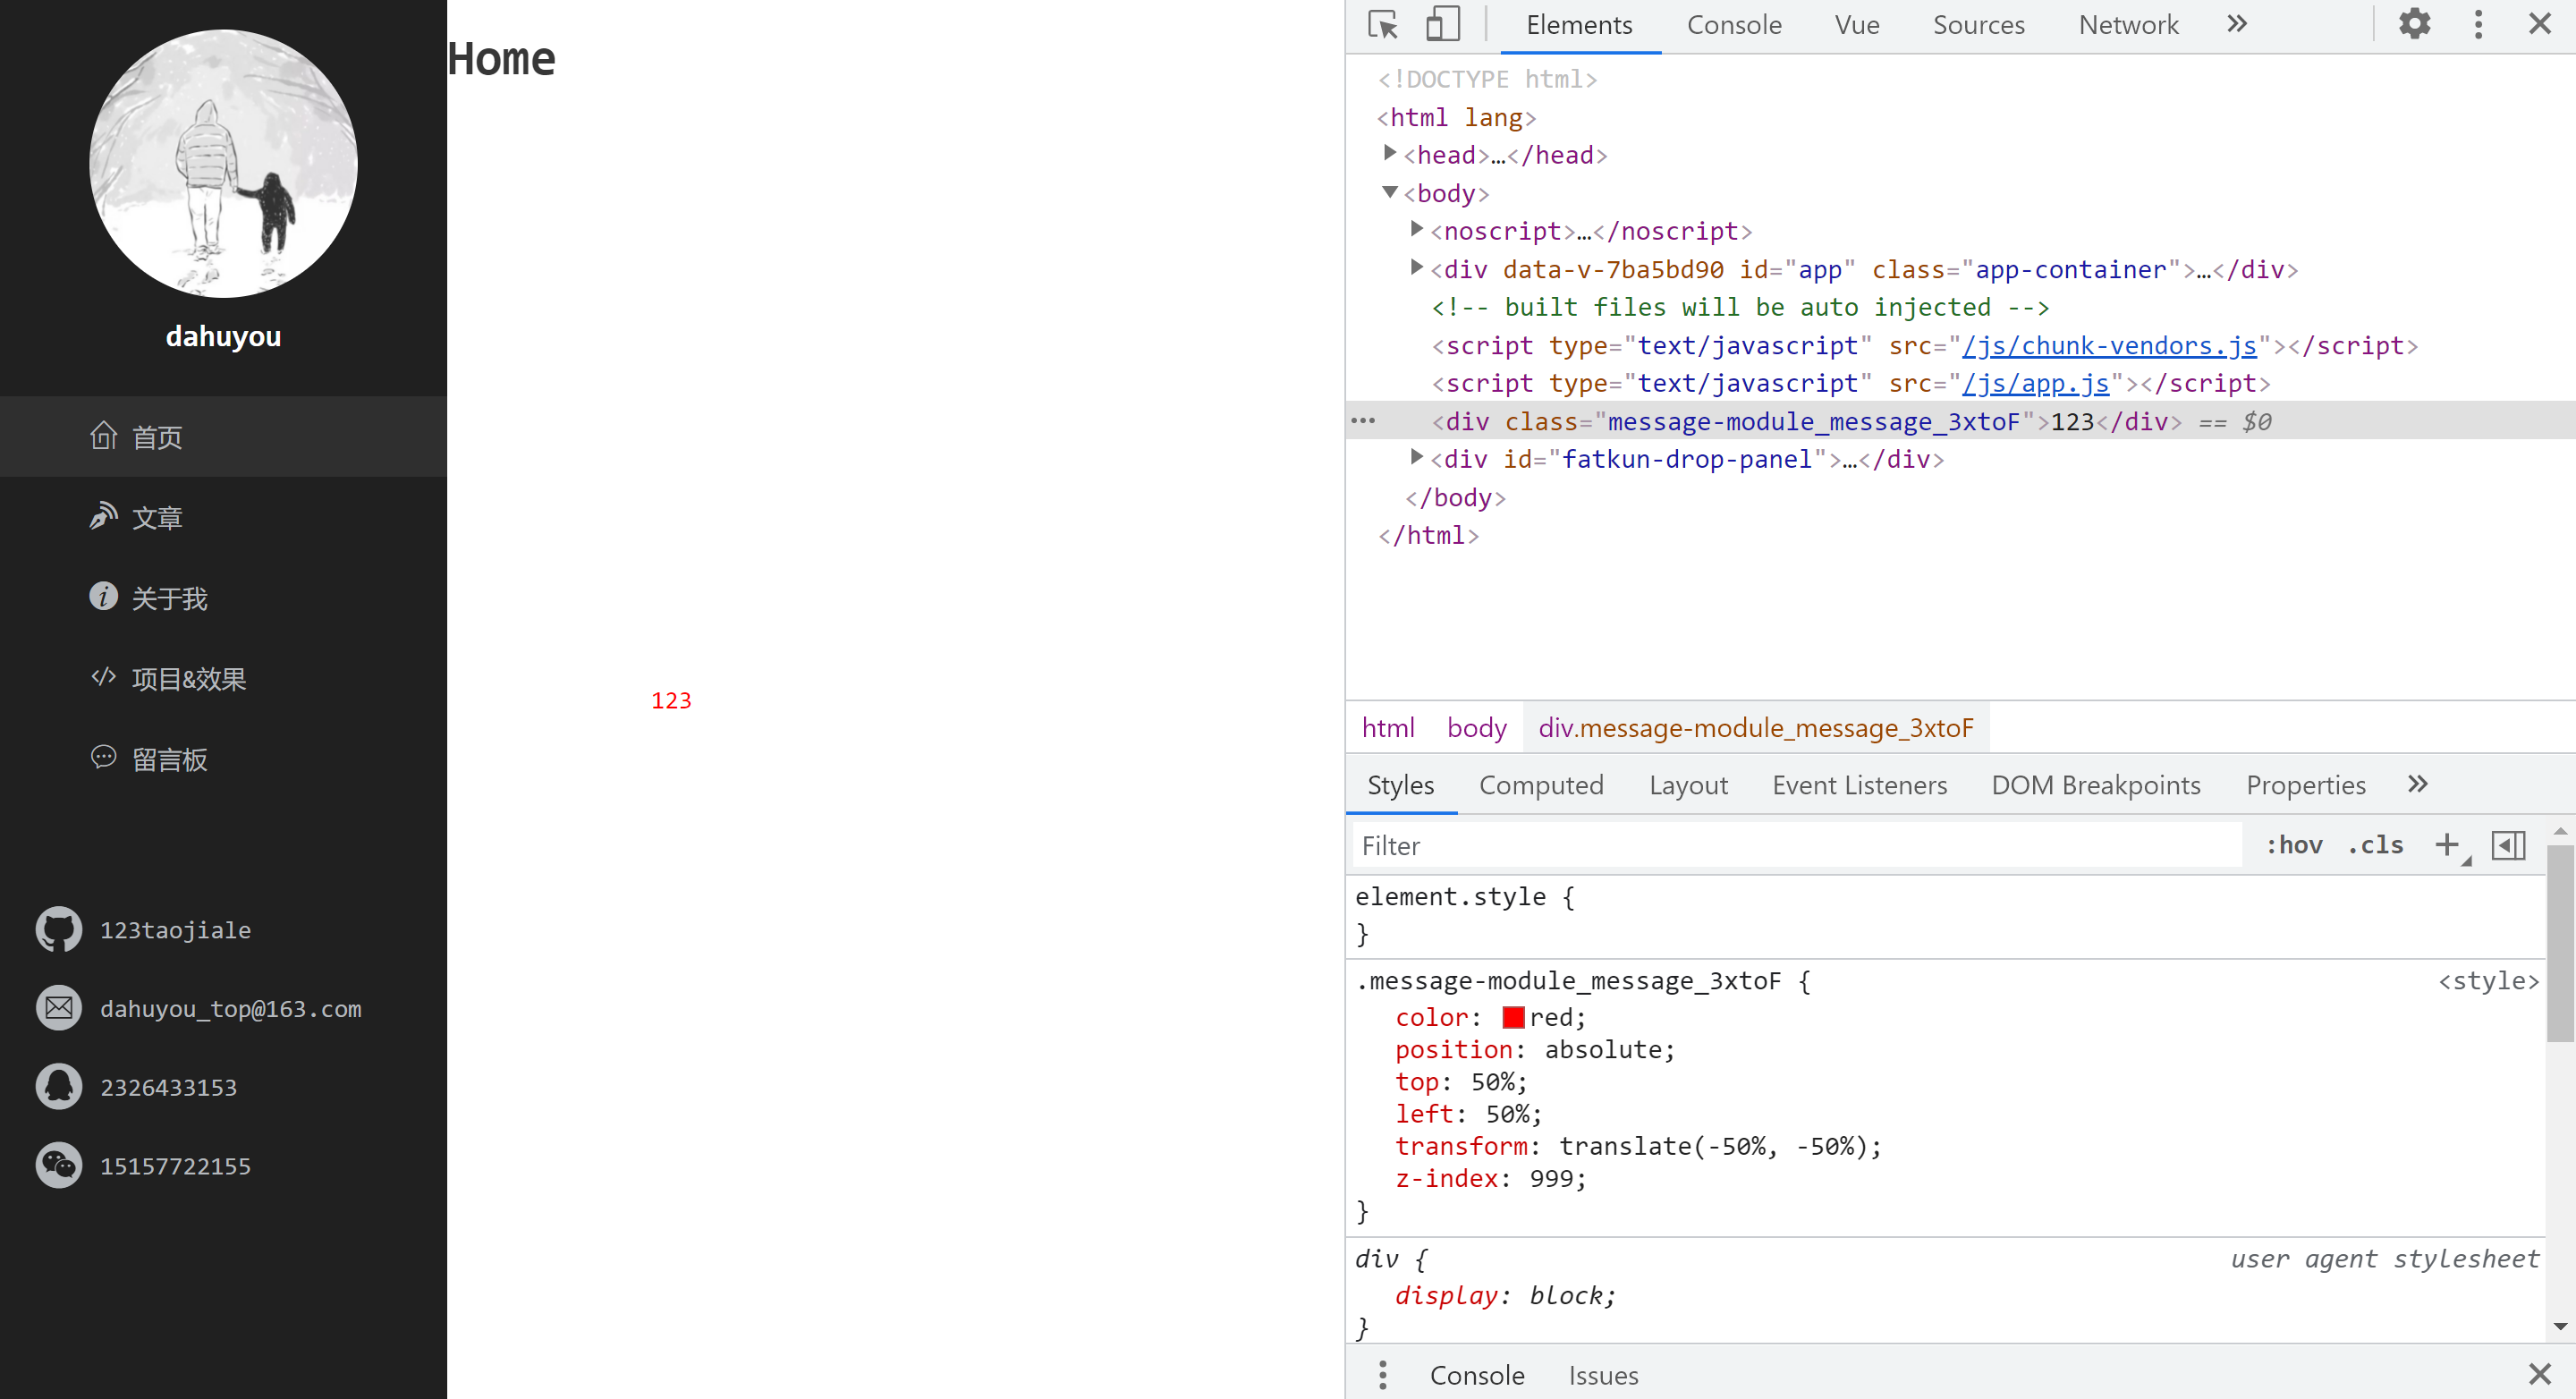 dahuyou
首页
文章
关于我
项目&效果
留言板
123taojiale
dahuyou_top@163.com
2326433153
15157722155
Home
123
Elements Console Vue Sources Network
<!DOCTYPE html>
<html lang>
<head>…</head>
<body>
<noscript>…</noscript>
<div data-v-7ba5bd90 id="app" class="app-container">…</div>
<!-- built files will be auto injected -->
<script type="text/javascript" src="/js/chunk-vendors.js"></script>
<script type="text/javascript" src="/js/app.js"></script>
<div class="message-module_message_3xtoF">123</div> == $0
<div id="fatkun-drop-panel">…</div>
</body>
</html>
html body div.message-module_message_3xtoF
Styles Computed Layout Event Listeners DOM Breakpoints Properties
Filter :hov .cls
element.style {
}
.message-module_message_3xtoF { <style>
color: red;
position: absolute;
top: 50%;
left: 50%;
transform: translate(-50%, -50%);
z-index: 999;
}
div { user agent stylesheet
display: block;
}
Console Issues